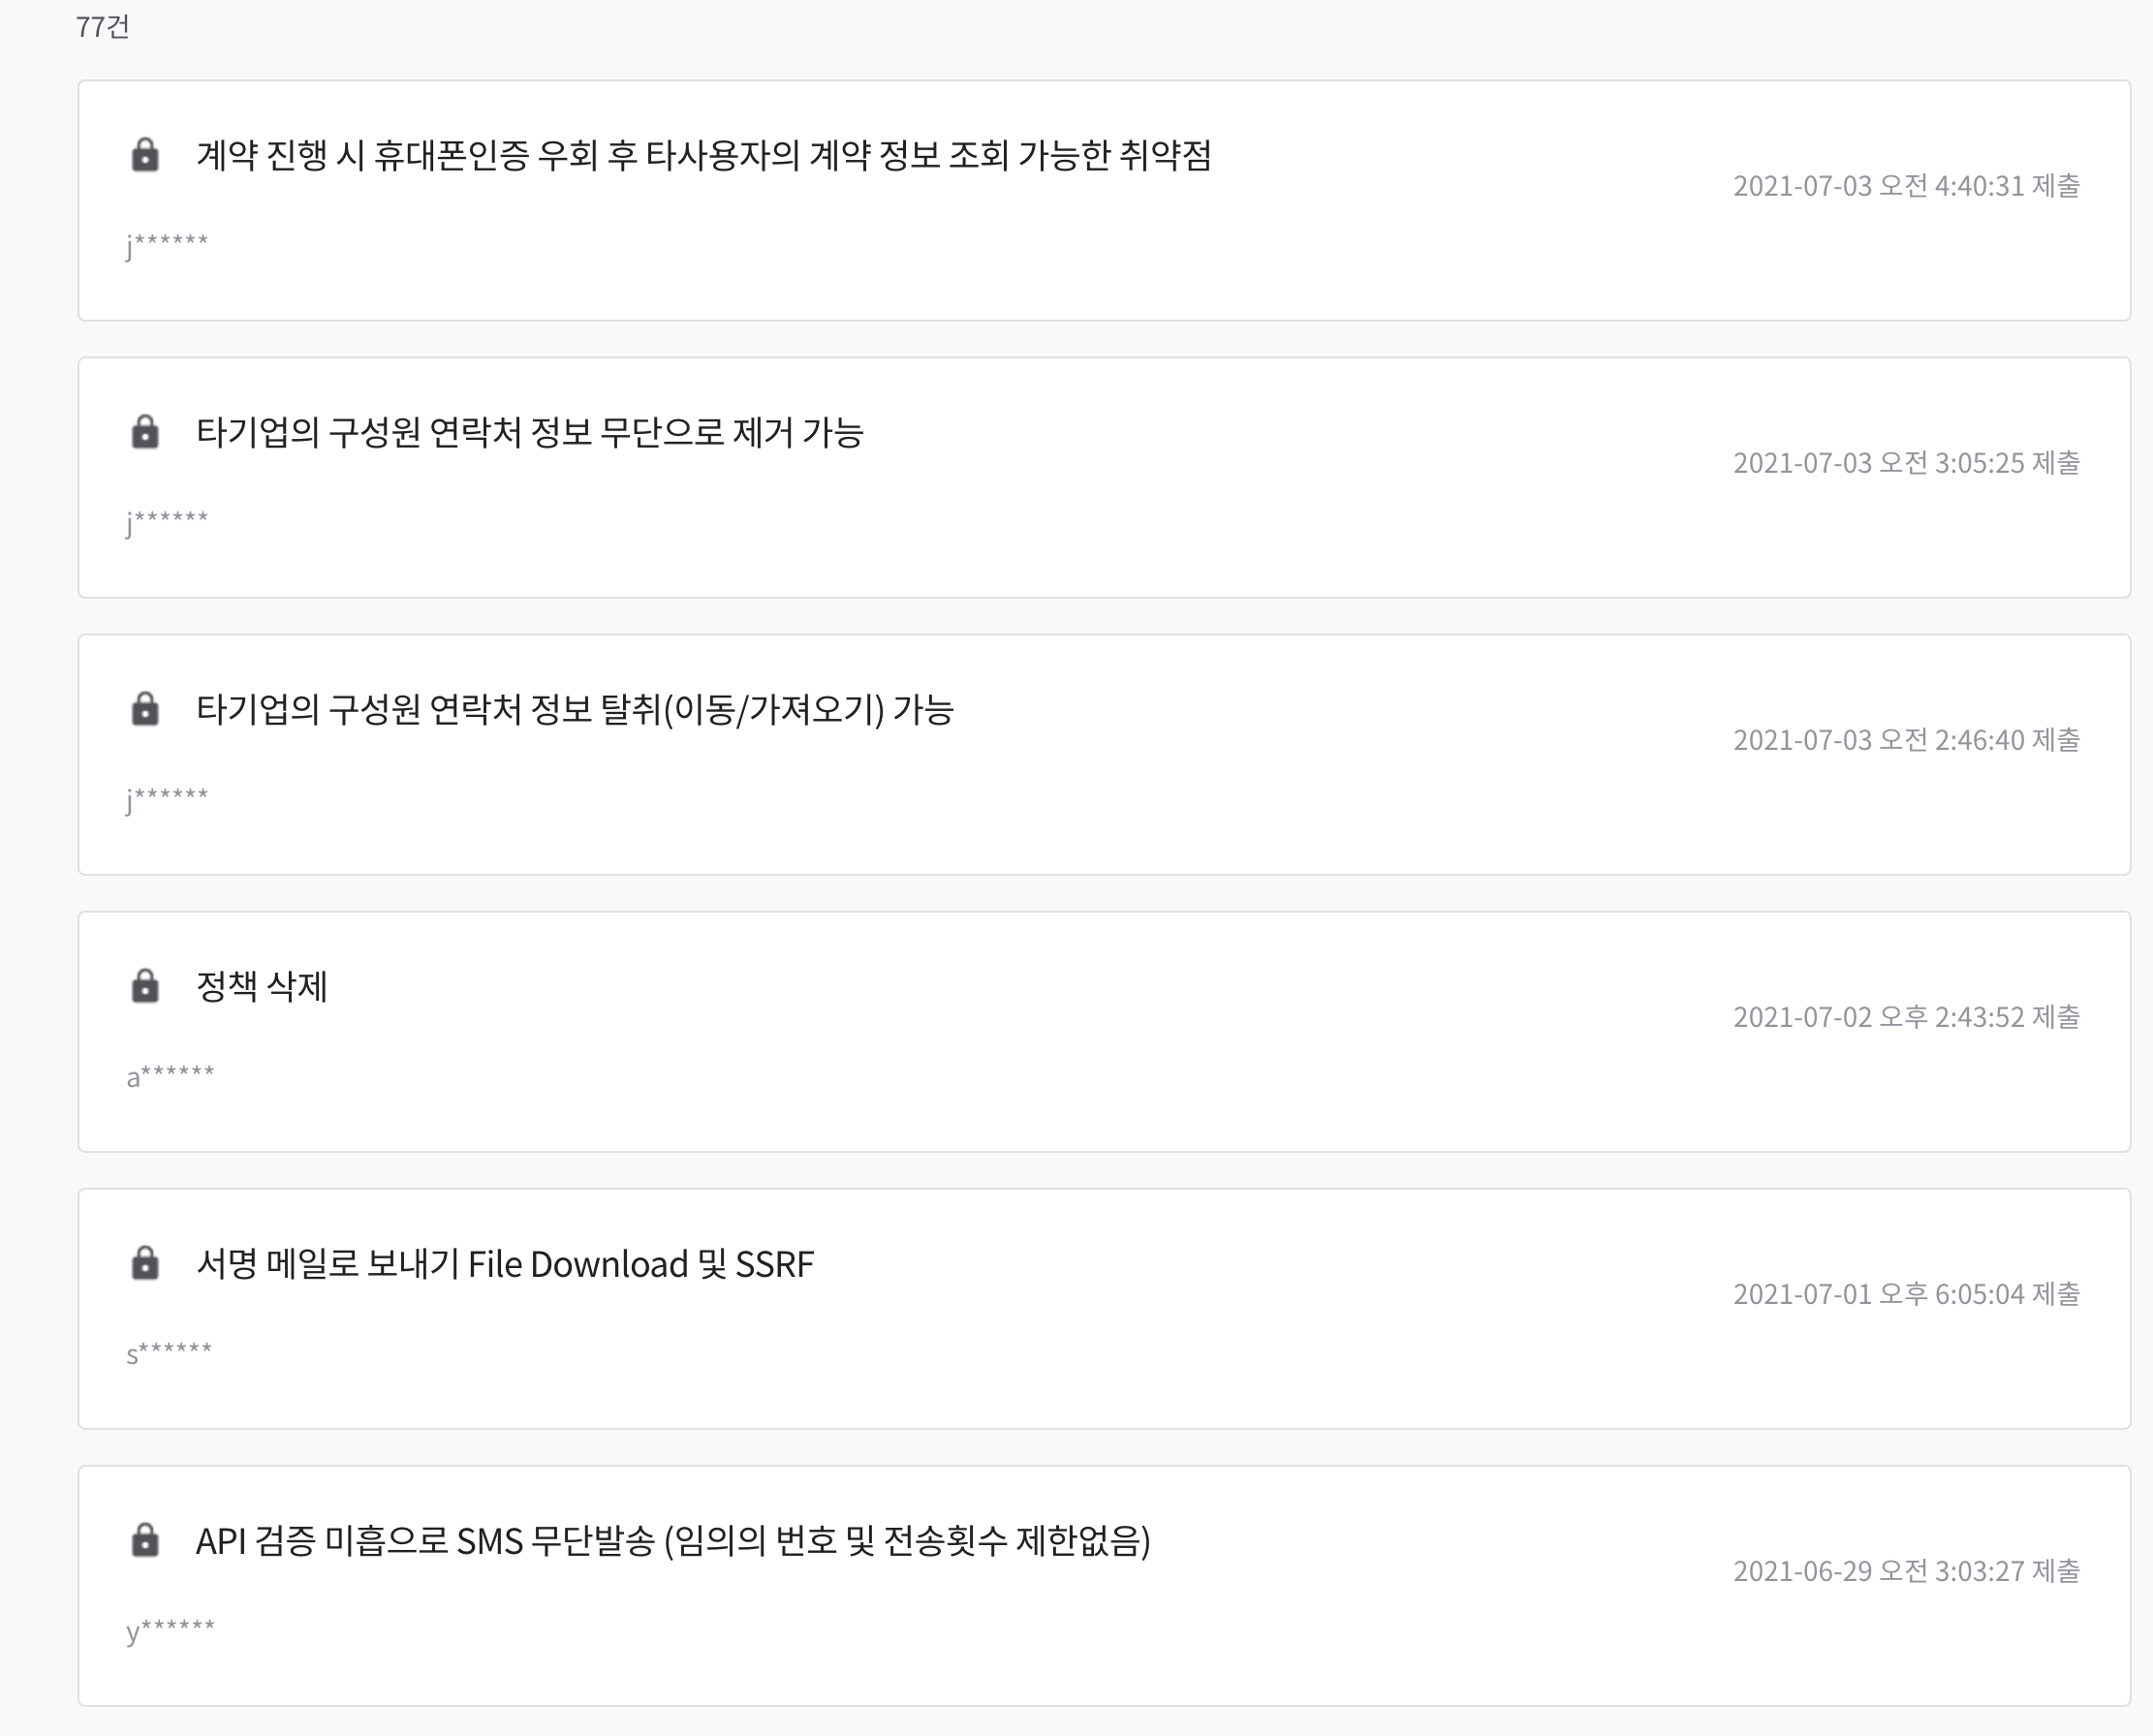 77건
계약 진행 시 휴대폰인증 우회 후 타사용자의 계약 정보 조회 가능한 취약점
2021-07-03 오전 4:40:31 제출
j******
타기업의 구성원 연락처 정보 무단으로 제거 가능
2021-07-03 오전 3:05:25 제출
j******
타기업의 구성원 연락처 정보 탈취(이동/가져오기) 가능
2021-07-03 오전 2:46:40 제출
j******
정책 삭제
2021-07-02 오후 2:43:52 제출
a******
서명 메일로 보내기 File Download 및 SSRF
2021-07-01 오후 6:05:04 제출
s******
API 검증 미흡으로 SMS 무단발송 (임의의 번호 및 전송횟수 제한없음)
2021-06-29 오전 3:03:27 제출
y******